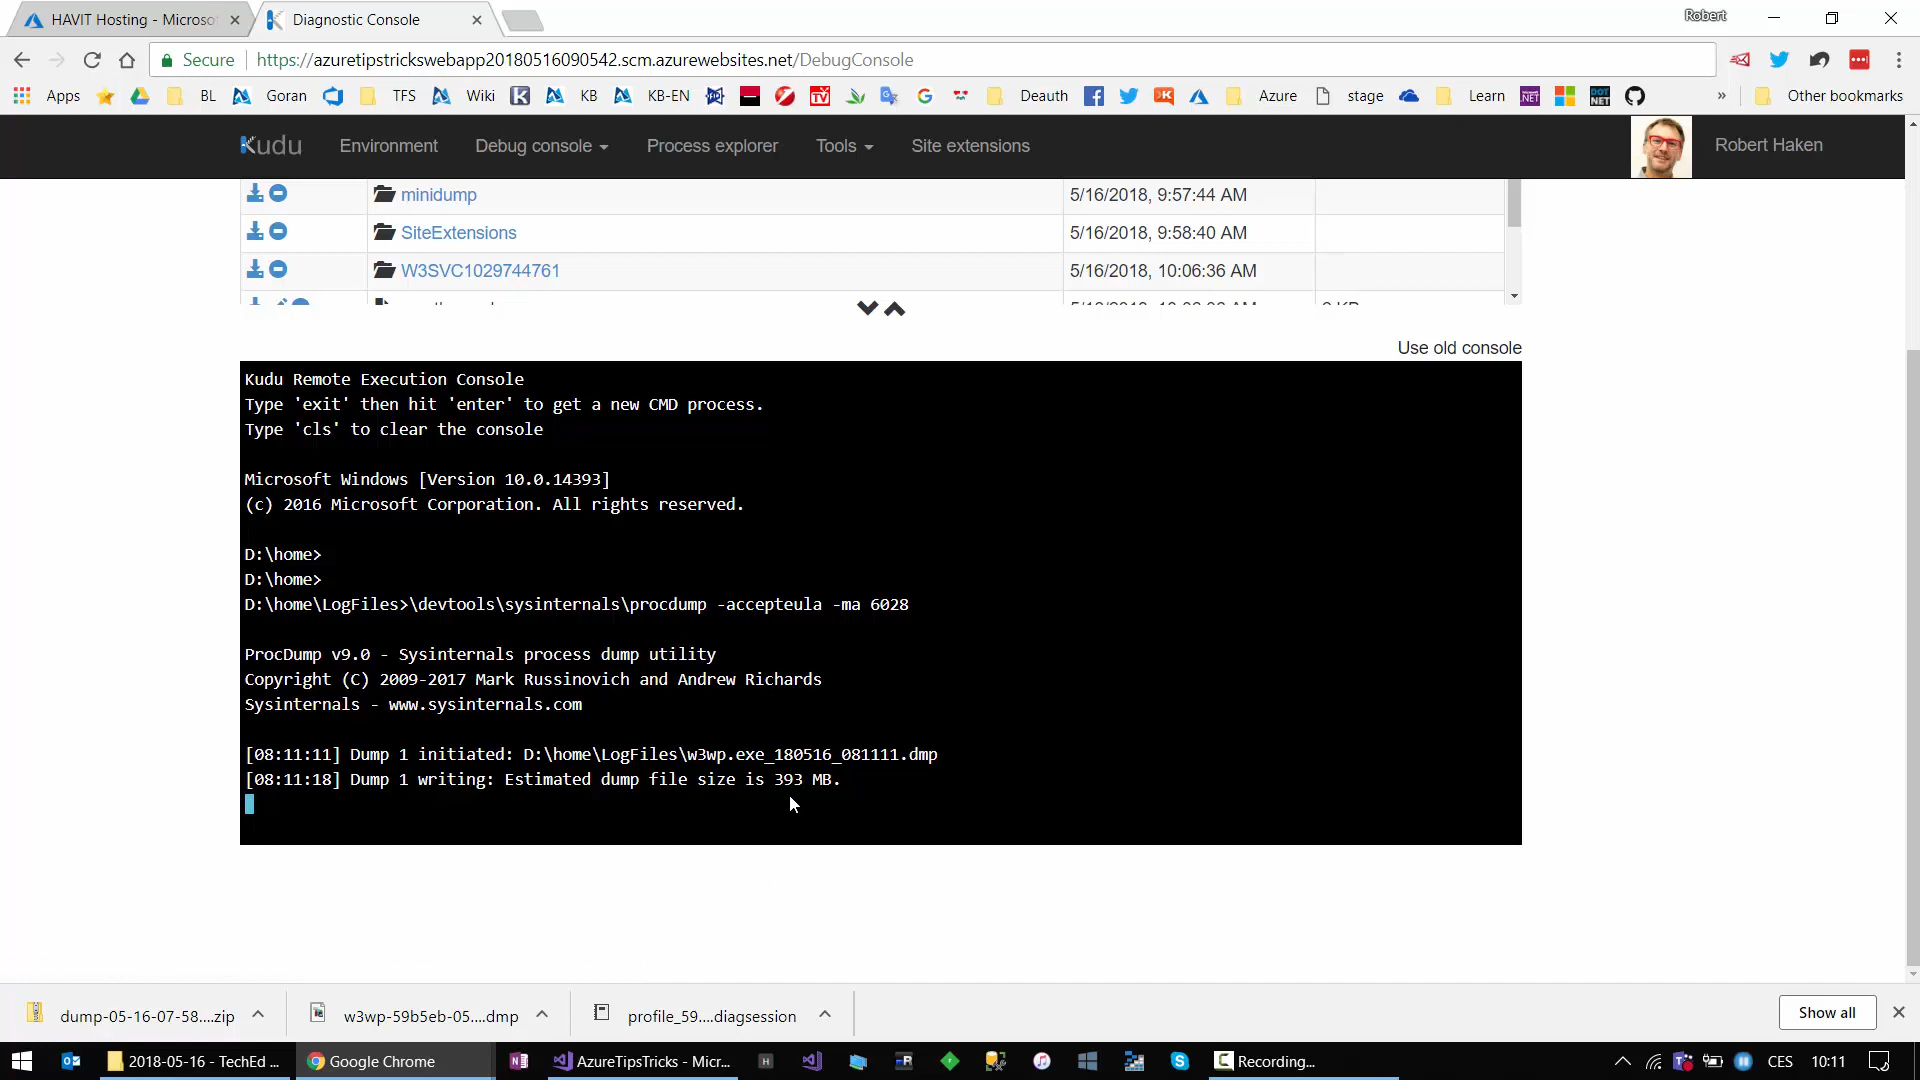 HAVIT Hosting - Microso
Diagnostic Console
Robert
Secure
https://azuretipstrickswebapp20180516090542.scm.azurewebsites.net/DebugConsole
Apps
BL
Goran
TFS
Wiki
KB
KB-EN
Deauth
Azure
stage
Learn
»
Other bookmarks
Kudu
Environment
Debug console
Process explorer
Tools
Site extensions
Robert Haken
minidump 5/16/2018, 9:57:44 AM
SiteExtensions 5/16/2018, 9:58:40 AM
W3SVC1029744761 5/16/2018, 10:06:36 AM
Use old console
Kudu Remote Execution Console
Type 'exit' then hit 'enter' to get a new CMD process.
Type 'cls' to clear the console
Microsoft Windows [Version 10.0.14393]
(c) 2016 Microsoft Corporation. All rights reserved.
D:\home>
D:\home>
D:\home\LogFiles>\devtools\sysinternals\procdump -accepteula -ma 6028
ProcDump v9.0 - Sysinternals process dump utility
Copyright (C) 2009-2017 Mark Russinovich and Andrew Richards
Sysinternals - www.sysinternals.com
[08:11:11] Dump 1 initiated: D:\home\LogFiles\w3wp.exe_180516_081111.dmp
[08:11:18] Dump 1 writing: Estimated dump file size is 393 MB.
dump-05-16-07-58....zip
w3wp-59b5eb-05....dmp
profile_59....diagsession
Show all
2018-05-16 - TechEd ...
Google Chrome
AzureTipsTricks - Micr...
Recording...
CES
10:11